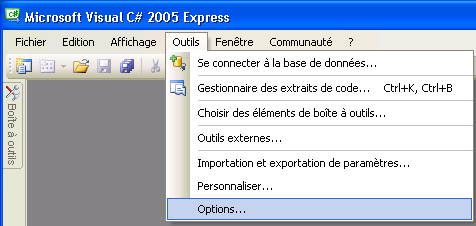 Microsoft Visual C# 2005 Express
Fichier Edition Affichage Outils Fenêtre Communauté ?
Se connecter à la base de données...
Gestionnaire des extraits de code... Ctrl+K, Ctrl+B
Choisir des éléments de boîte à outils...
Outils externes...
Importation et exportation de paramètres...
Personnaliser...
Options...
Boîte à outils